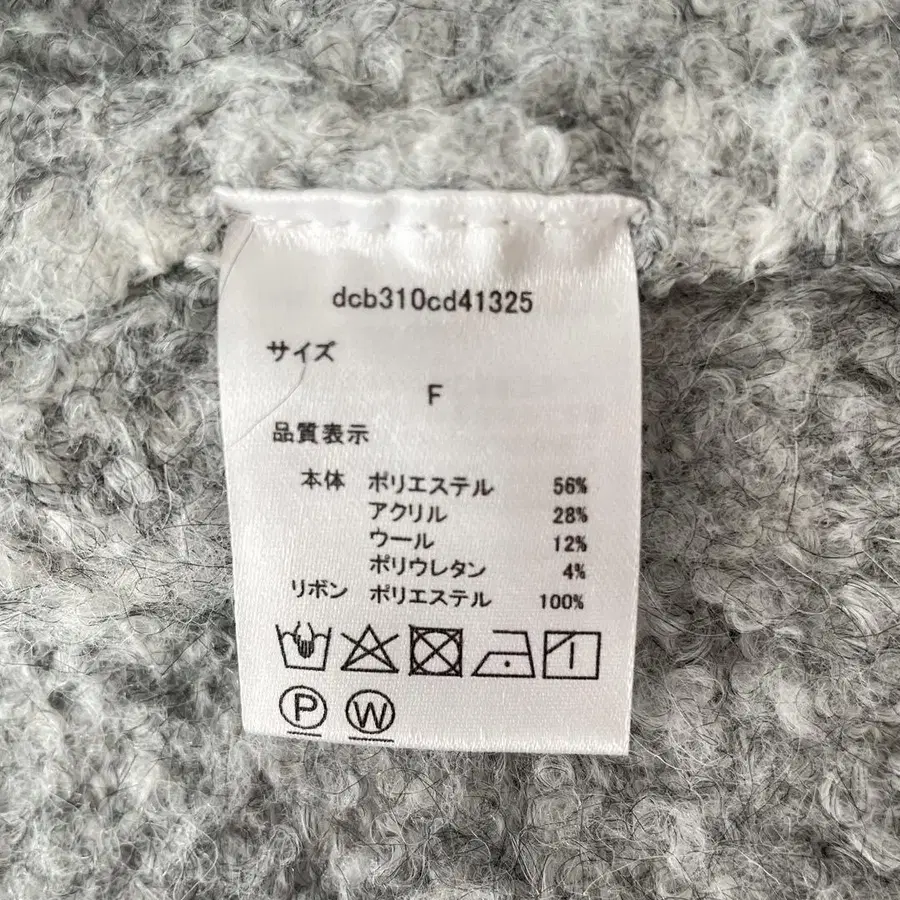 dcb310cd41325
サイズ
F
品質表示
本体 ポリエステル 56%
アクリル 28%
ウール 12%
ポリウレタン 4%
リボン ポリエステル 100%
P W